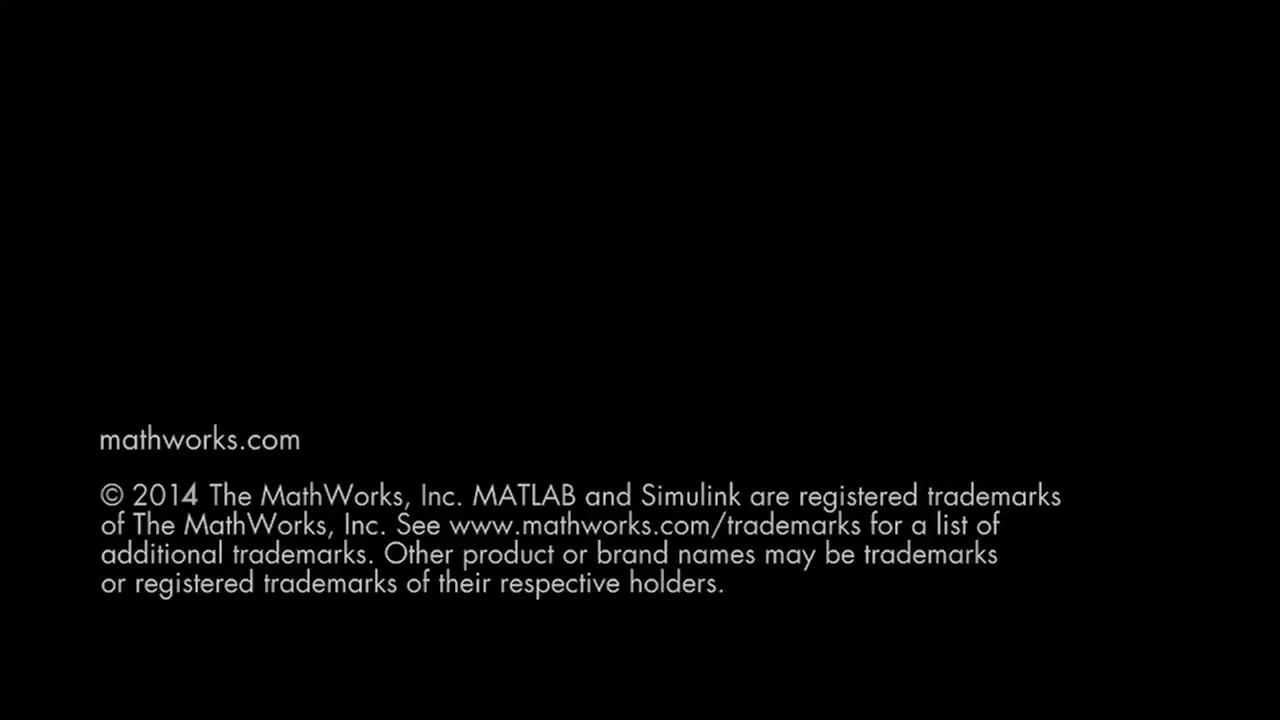 mathworks.com
© 2014 The MathWorks, Inc. MATLAB and Simulink are registered trademarks
of The MathWorks, Inc. See www.mathworks.com/trademarks for a list of
additional trademarks. Other product or brand names may be trademarks
or registered trademarks of their respective holders.